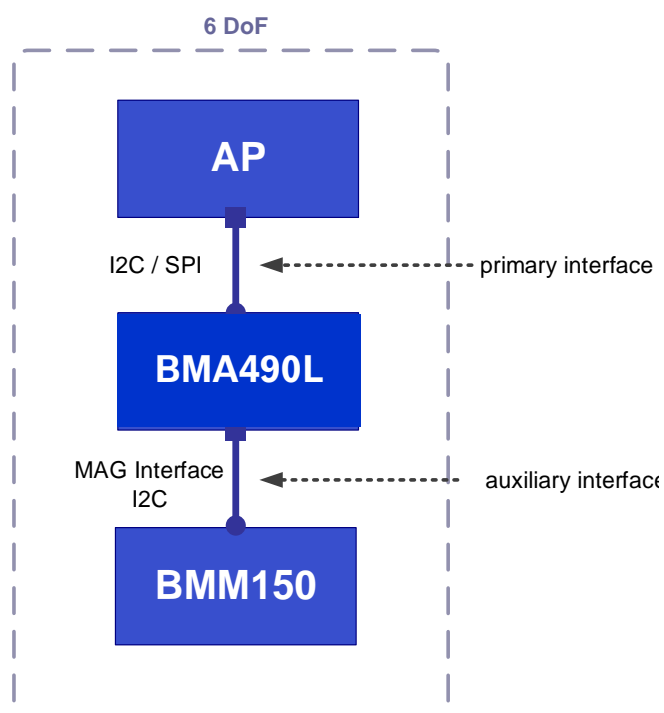 6 DoF
AP
I2C / SPI
primary interface
BMA490L
MAG Interface
I2C
auxiliary interface
BMM150